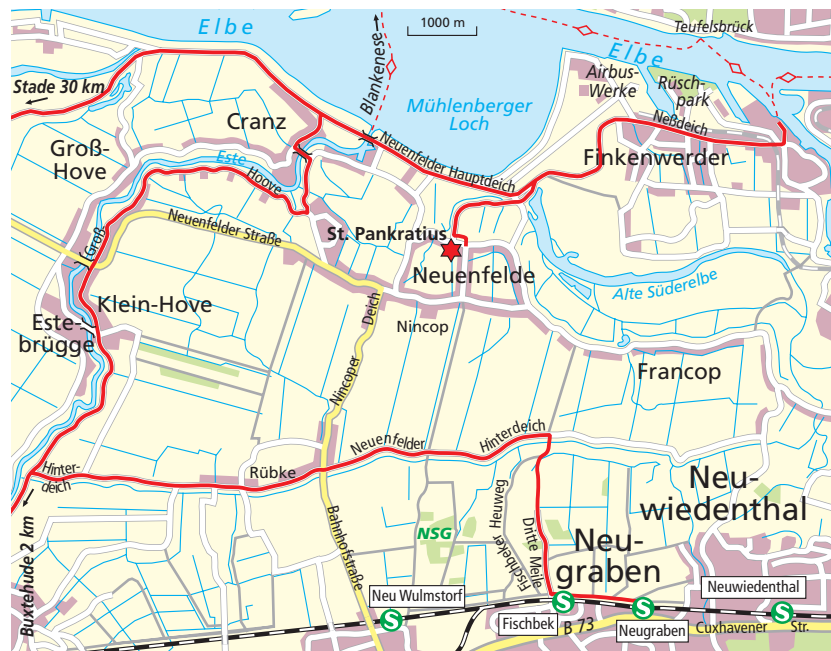 Elbe
1000 m
Teufelsbrück
Elbe
Stade 30 km
Blankenese
Airbus-
Werke
Rüsch-
park
Mühlenberger
Loch
Cranz
Neßdeich
Groß-
Hove
Este
Hoove
Groß
Neuenfelder Hauptdeich
Finkenwerder
Neuenfelder Straße
St. Pankratius
Neuenfelde
Alte Süderelbe
Klein-Hove
Este-
brügge
Nincop
Nincoper
Deich
Francop
Hinter-
deich
Rübke
Neuenfelder
Hinterdeich
Neu-
wiedenthal
Buxtehude 2 km
Bahnhofstraße
NSG
Fischbeker Heuweg
Dritte Meile
Neu-
graben
Neu Wulmstorf
S
Fischbek
S
B 73
Neugraben
S
Neuwiedenthal
S
Cuxhavener Str.